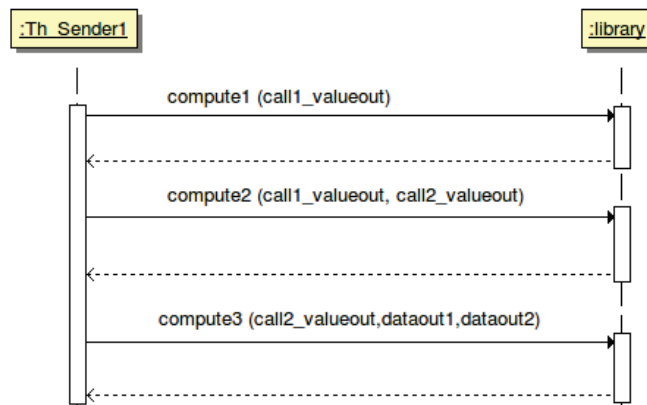 :Th_Sender1
:library
compute1 (call1_valueout)
compute2 (call1_valueout, call2_valueout)
compute3 (call2_valueout,dataout1,dataout2)